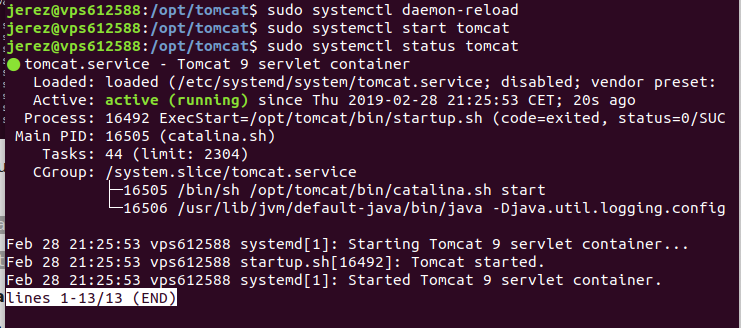 jerez@vps612588:/opt/tomcat$ sudo systemctl daemon-reload
jerez@vps612588:/opt/tomcat$ sudo systemctl start tomcat
jerez@vps612588:/opt/tomcat$ sudo systemctl status tomcat
● tomcat.service - Tomcat 9 servlet container
   Loaded: loaded (/etc/systemd/system/tomcat.service; disabled; vendor preset:
   Active: active (running) since Thu 2019-02-28 21:25:53 CET; 20s ago
  Process: 16492 ExecStart=/opt/tomcat/bin/startup.sh (code=exited, status=0/SUC
 Main PID: 16505 (catalina.sh)
    Tasks: 44 (limit: 2304)
   CGroup: /system.slice/tomcat.service
           ├─16505 /bin/sh /opt/tomcat/bin/catalina.sh start
           └─16506 /usr/lib/jvm/default-java/bin/java -Djava.util.logging.config

Feb 28 21:25:53 vps612588 systemd[1]: Starting Tomcat 9 servlet container...
Feb 28 21:25:53 vps612588 startup.sh[16492]: Tomcat started.
Feb 28 21:25:53 vps612588 systemd[1]: Started Tomcat 9 servlet container.
lines 1-13/13 (END)